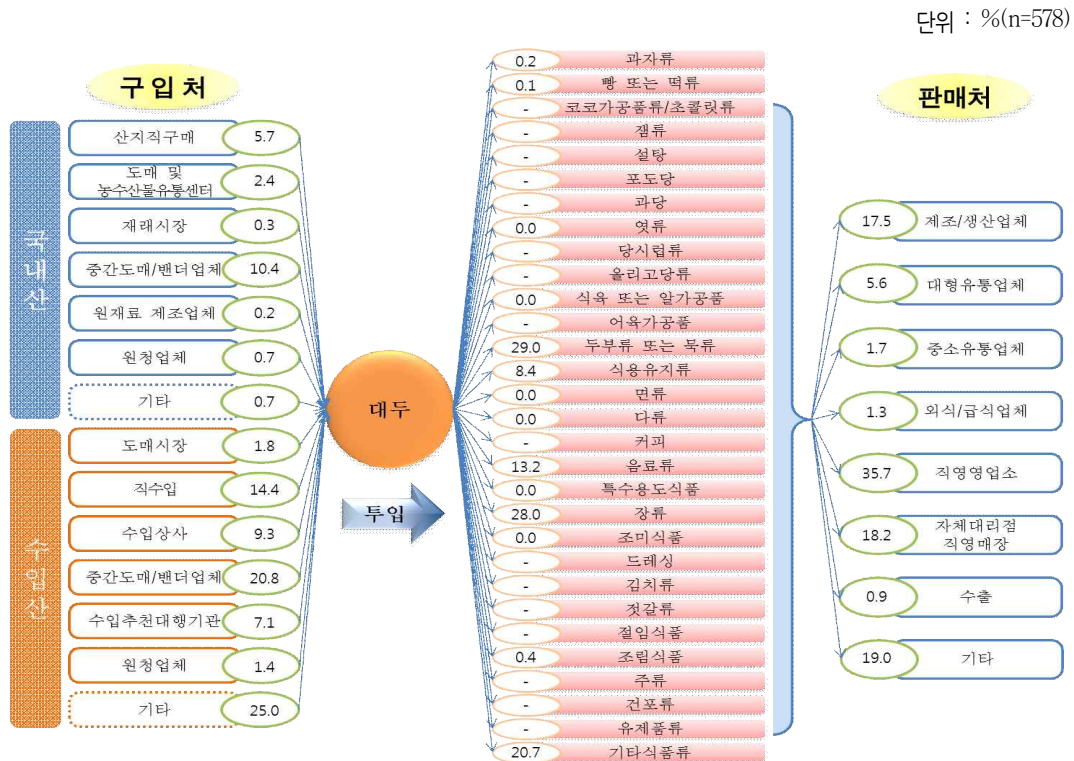 단위 : %(n=578)
구입처
판매처
국내산
산지직구매 5.7
도매 및
농수산물유통센터 2.4
재래시장 0.3
중간도매/밴더업체 10.4
원재료 제조업체 0.2
원청업체 0.7
기타 0.7
수입산
도매시장 1.8
직수입 14.4
수입상사 9.3
중간도매/밴더업체 20.8
수입추천대행기관 7.1
원청업체 1.4
기타 25.0
대두
투입
0.2 과자류
0.1 빵 또는 떡류
- 코코가공품류/초콜릿류
- 잼류
- 설탕
- 포도당
- 과당
0.0 엿류
- 당시럽류
- 올리고당류
0.0 식육 또는 알가공품
- 어육가공품
29.0 두부류 또는 묵류
8.4 식용유지류
0.0 면류
0.0 다류
- 커피
13.2 음료류
0.0 특수용도식품
28.0 장류
0.0 조미식품
- 드레싱
- 김치류
- 젓갈류
- 절임식품
0.4 조림식품
- 주류
- 건포류
- 유제품류
20.7 기타식품류
17.5 제조/생산업체
5.6 대형유통업체
1.7 중소유통업체
1.3 외식/급식업체
35.7 직영영업소
18.2 자체대리점
직영매장
0.9 수출
19.0 기타